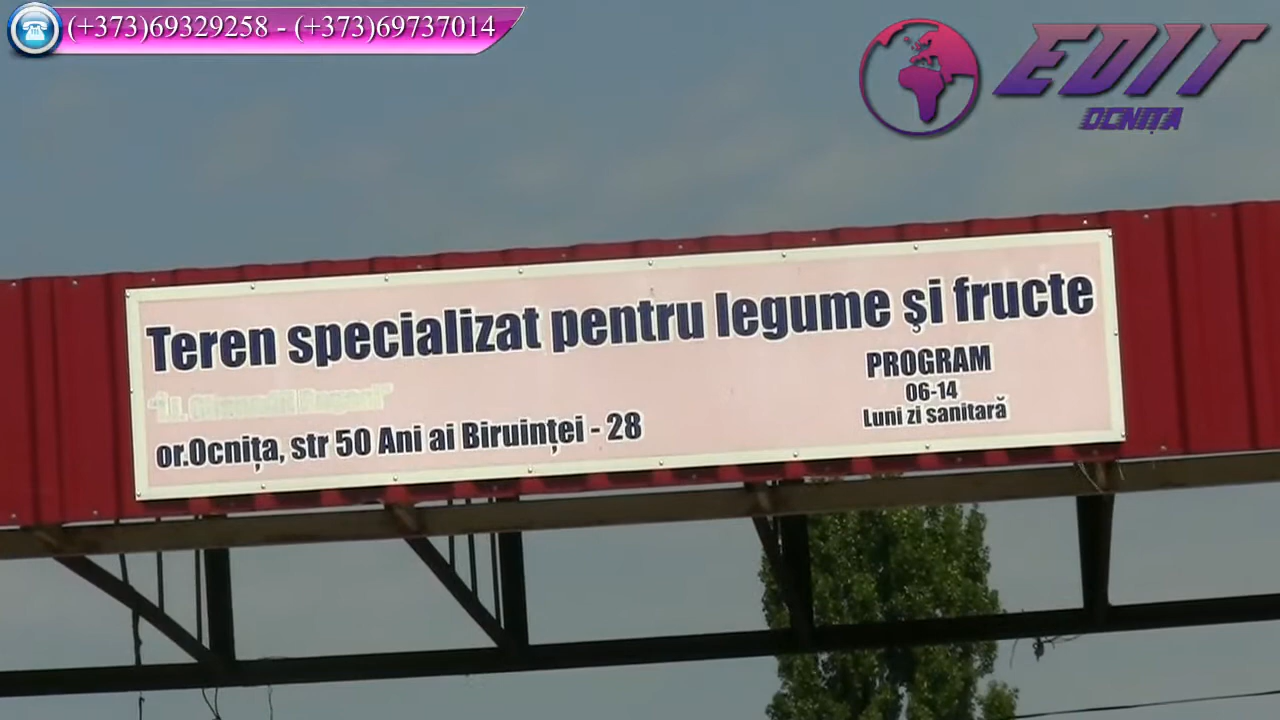 (+373)69329258 - (+373)69737014
EDIT
OCNIȚA
Teren specializat pentru legume şi fructe
PROGRAM
06-14
Luni zi sanitară
or.Ocnița, str 50 Ani ai Biruinței - 28